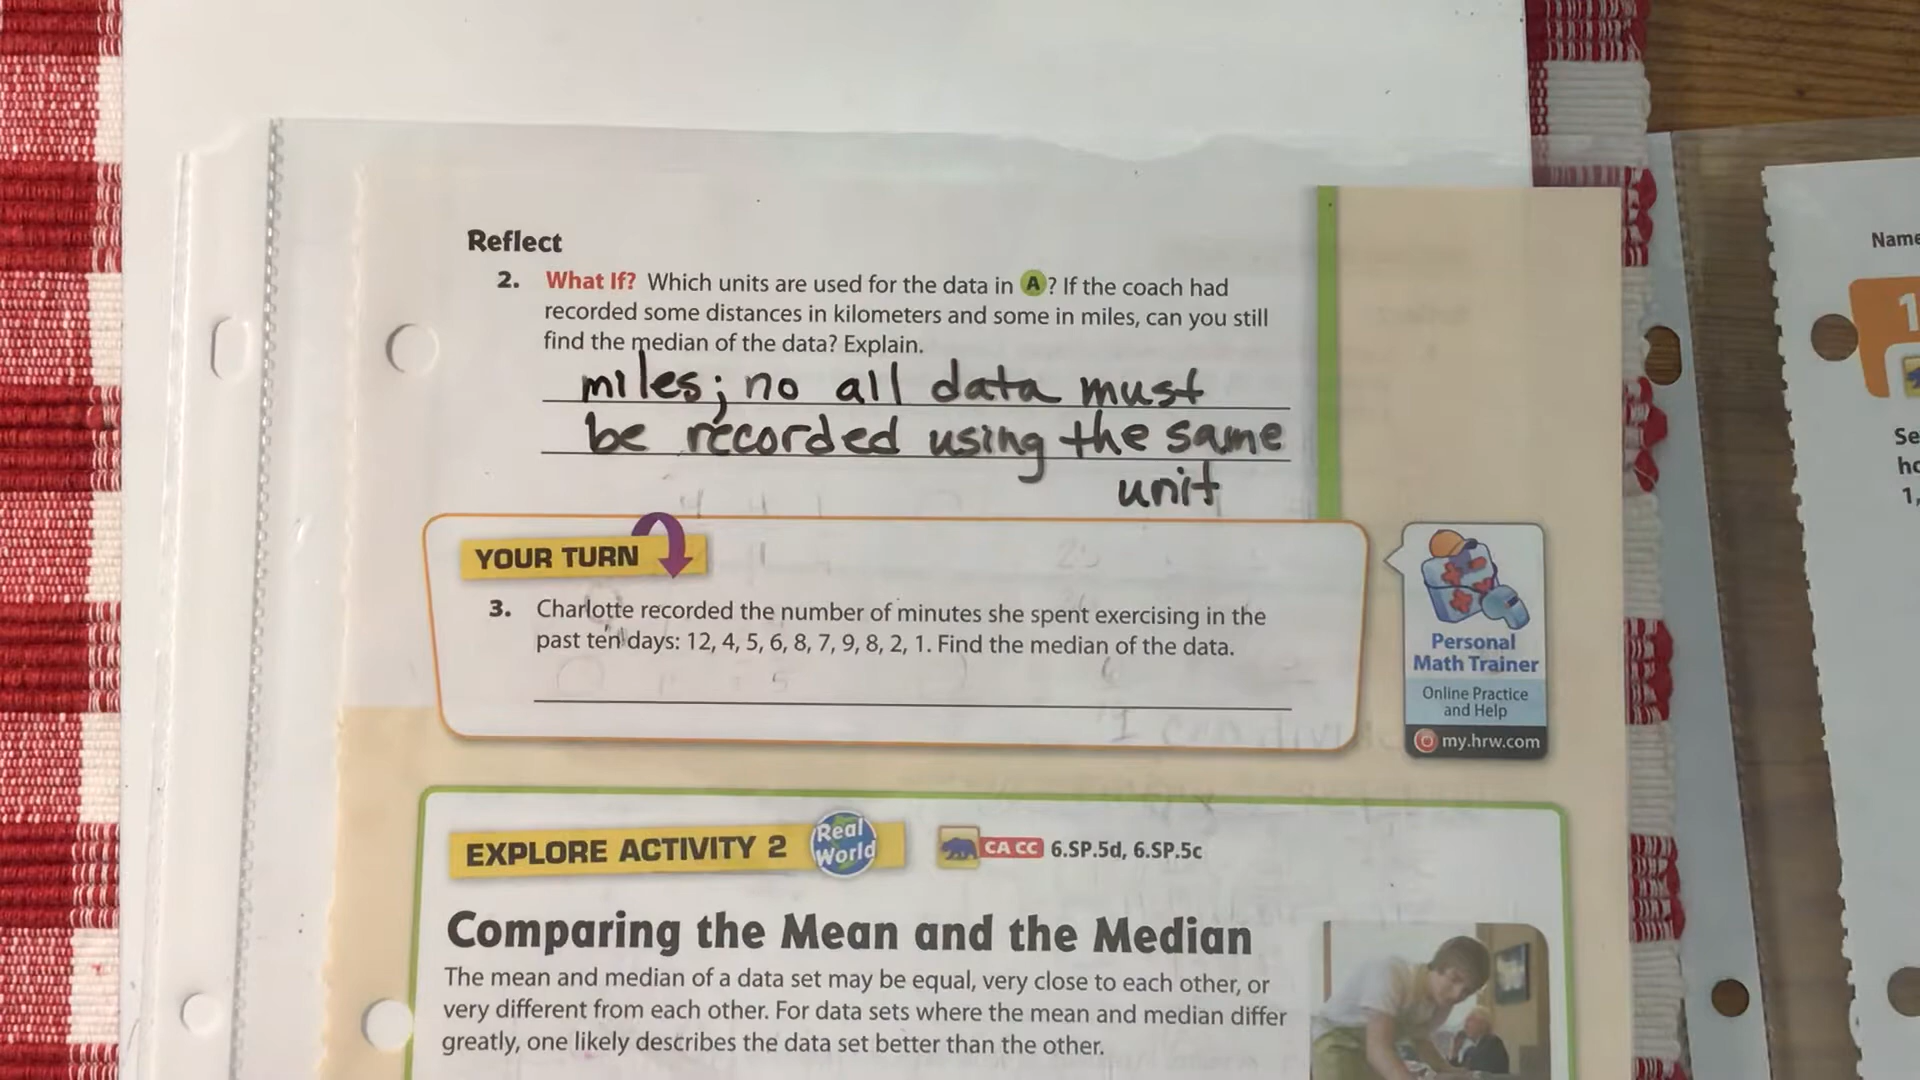 Reflect
2. What If? Which units are used for the data in A? If the coach had
recorded some distances in kilometers and some in miles, can you still
find the median of the data? Explain.
miles; no all data must
be recorded using the same
unit
YOUR TURN
3. Charlotte recorded the number of minutes she spent exercising in the
past ten days: 12, 4, 5, 6, 8, 7, 9, 8, 2, 1. Find the median of the data.
Personal
Math Trainer
Online Practice
and Help
my.hrw.com
EXPLORE ACTIVITY 2
Real
World
CA CC 6.SP.5d, 6.SP.5c
Comparing the Mean and the Median
The mean and median of a data set may be equal, very close to each other, or
very different from each other. For data sets where the mean and median differ
greatly, one likely describes the data set better than the other.
Name
1
Se
1,